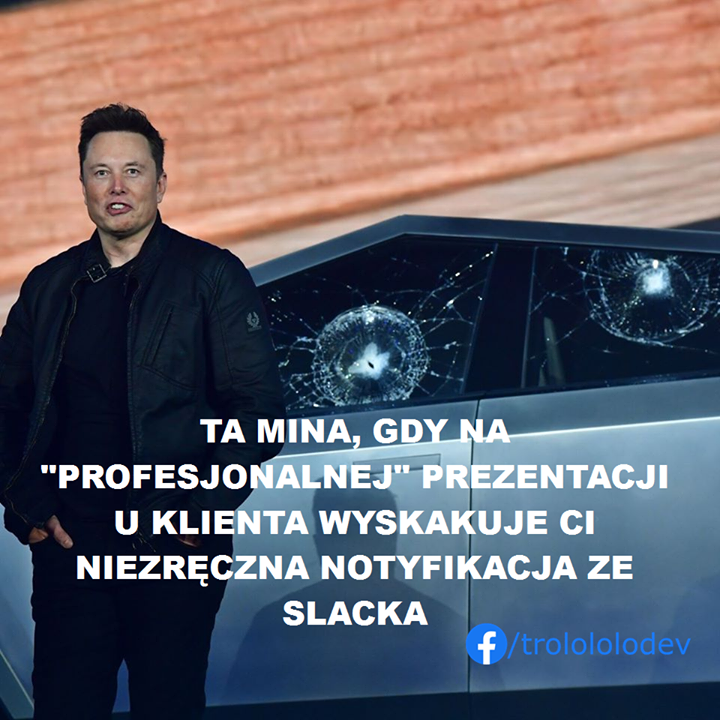 TA MINA, GDY NA
"PROFESJONALNEJ" PREZENTACJI
U KLIENTA WYSKAKUJE CI
NIEZRĘCZNA NOTYFIKACJA ZE
SLACKA
/trolololodev